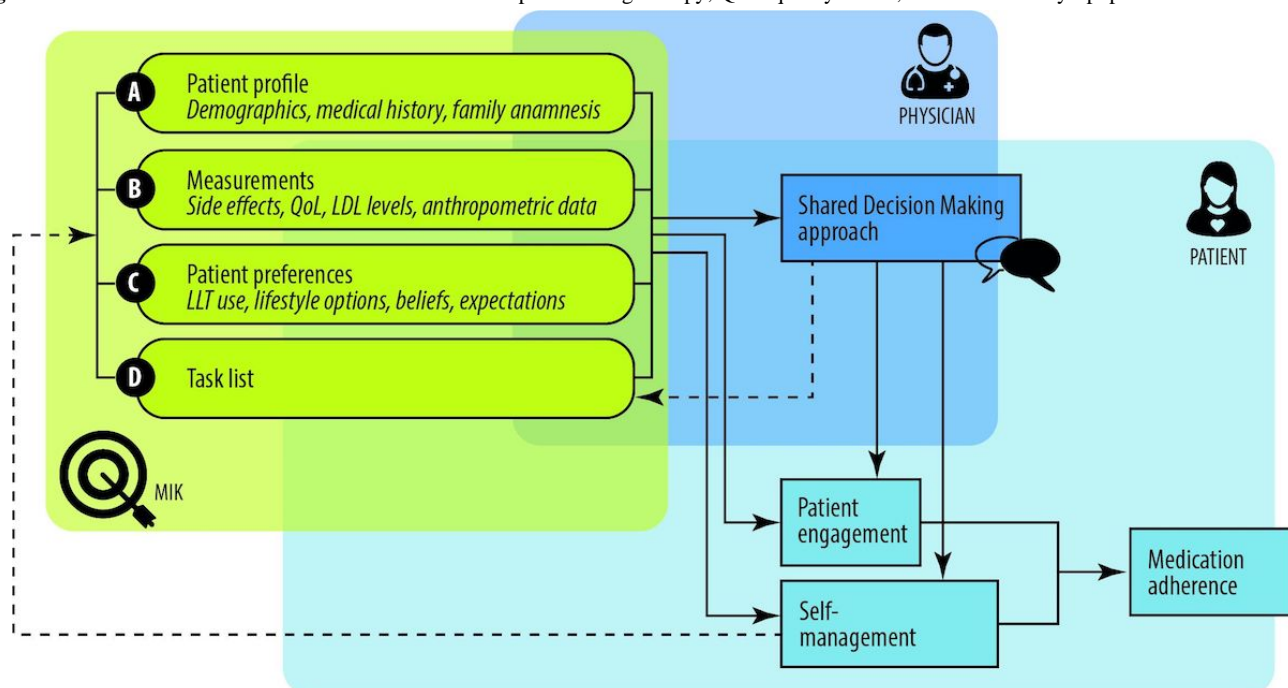 PHYSICIAN
PATIENT
A
Patient profile
Demographics, medical history, family anamnesis
B
Measurements
Side effects, QoL, LDL levels, anthropometric data
C
Patient preferences
LLT use, lifestyle options, beliefs, expectations
D
Task list
MIK
Shared Decision Making
approach
Patient
engagement
Self-
management
Medication
adherence